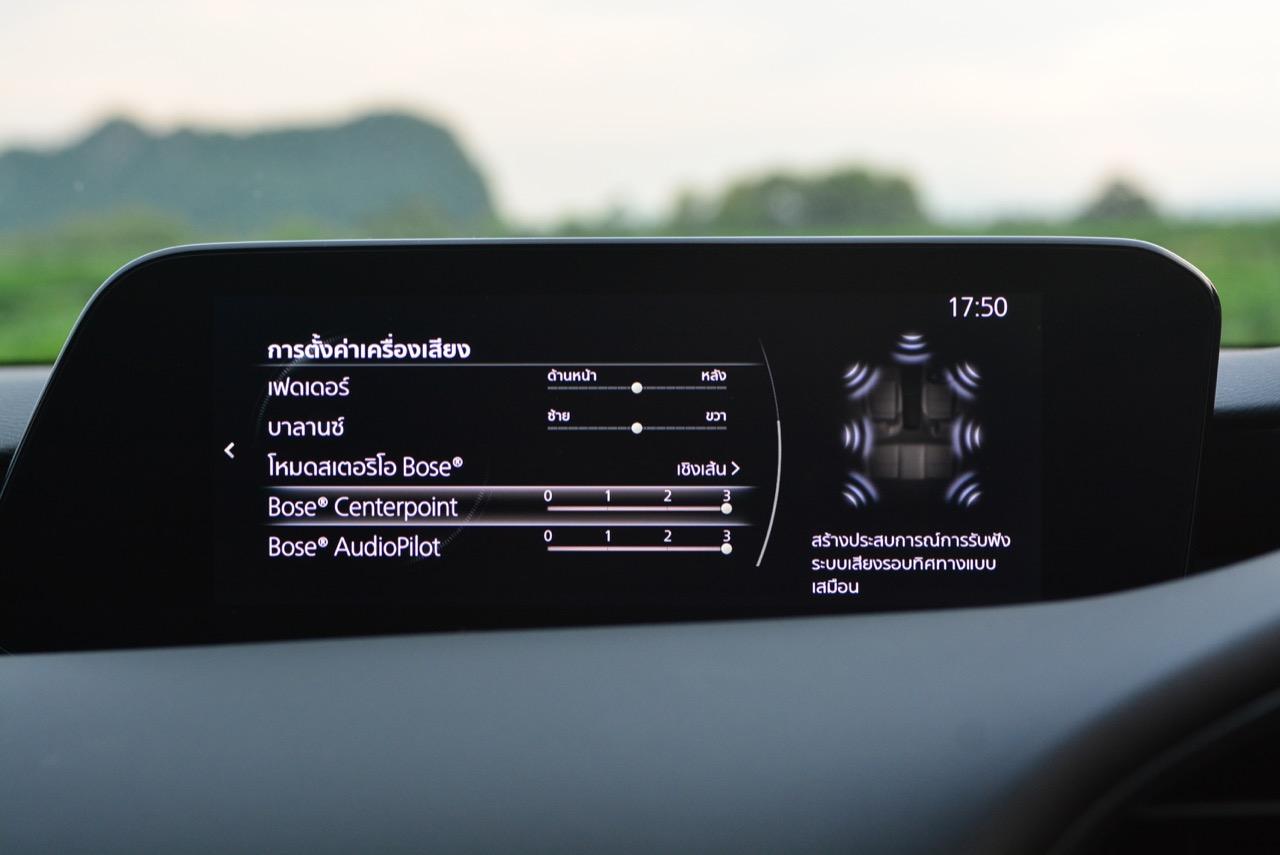 17:50
การตั้งค่าเครื่องเสียง
เฟดเดอร์ ด้านหน้า หลัง
บาลานซ์ ซ้าย ขวา
โหมดสเตอริโอ Bose® เชิงเส้น >
Bose® Centerpoint 0 1 2 3
Bose® AudioPilot 0 1 2 3
สร้างประสบการณ์การรับฟัง
ระบบเสียงรอบทิศทางแบบ
เสมือน